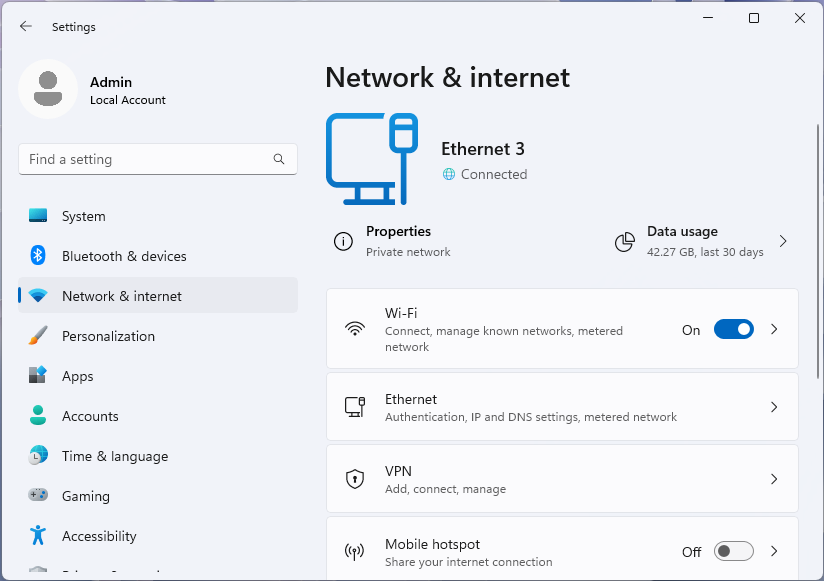 Settings
Admin
Local Account
Find a setting
System
Bluetooth & devices
Network & internet
Personalization
Apps
Accounts
Time & language
Gaming
Accessibility
Network & internet
Ethernet 3
Connected
Properties
Private network
Data usage
42.27 GB, last 30 days
Wi-Fi
Connect, manage known networks, metered
network
On
Ethernet
Authentication, IP and DNS settings, metered network
VPN
Add, connect, manage
Mobile hotspot
Share your internet connection
Off